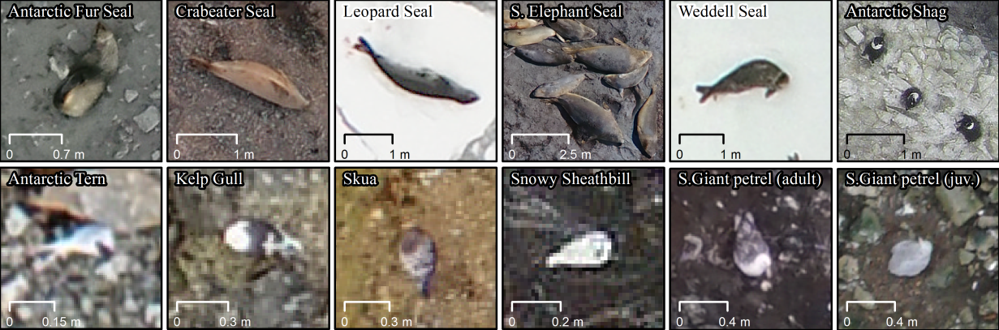 Antarctic Fur Seal
Crabeater Seal
Leopard Seal
S. Elephant Seal
Weddell Seal
Antarctic Shag
0 0.7 m
0 1 m
0 1 m
0 2.5 m
0 1 m
0 1 m
Antarctic Tern
Kelp Gull
Skua
Snowy Sheathbill
S.Giant petrel (adult)
S.Giant petrel (juv.)
0 0.15 m
0 0.3 m
0 0.3 m
0 0.2 m
0 0.4 m
0 0.4 m